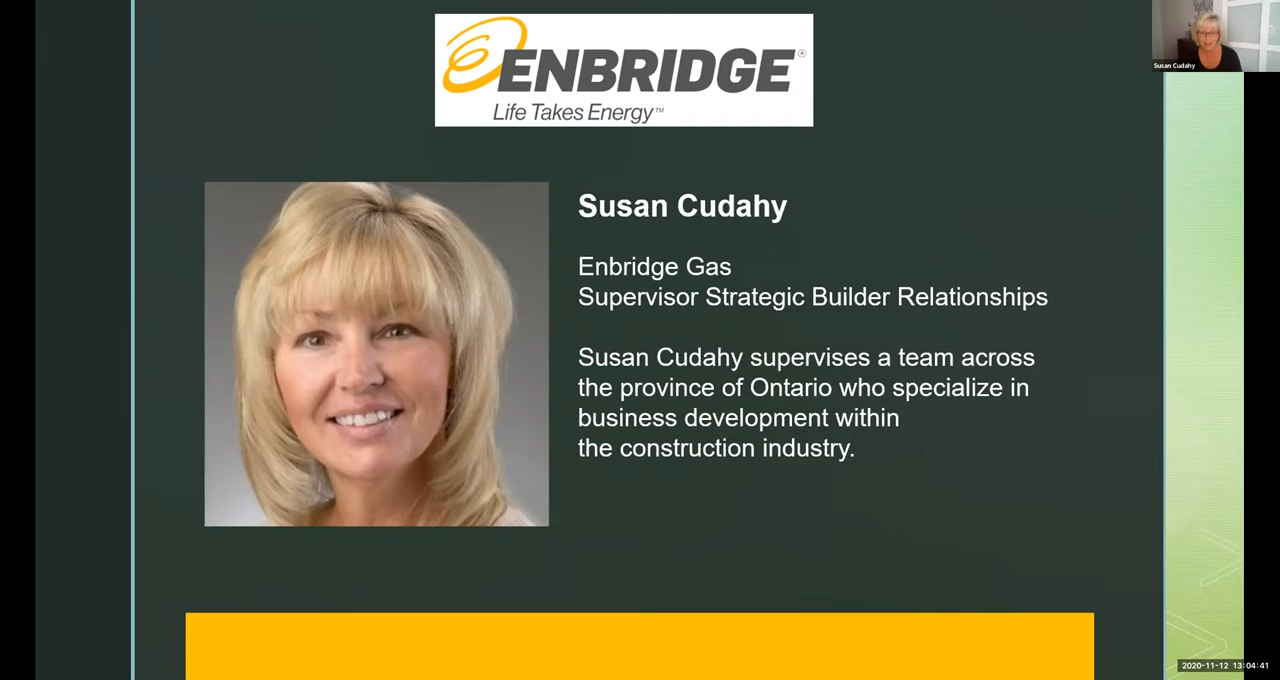 ENBRIDGE®
Life Takes Energy™
Susan Cudahy
Susan Cudahy
Enbridge Gas
Supervisor Strategic Builder Relationships
Susan Cudahy supervises a team across
the province of Ontario who specialize in
business development within
the construction industry.
2020-11-12 13:04:41